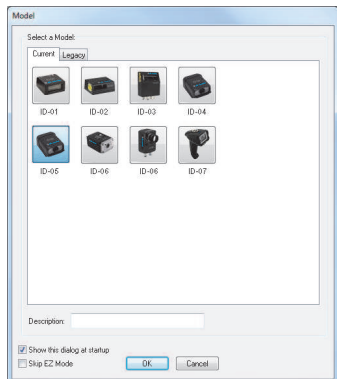 Model
Select a Model:
Current Legacy
ID-01 ID-02 ID-03 ID-04
ID-05 ID-06 ID-06 ID-07
Description:
Show this dialog at startup
Skip EZ Mode OK Cancel